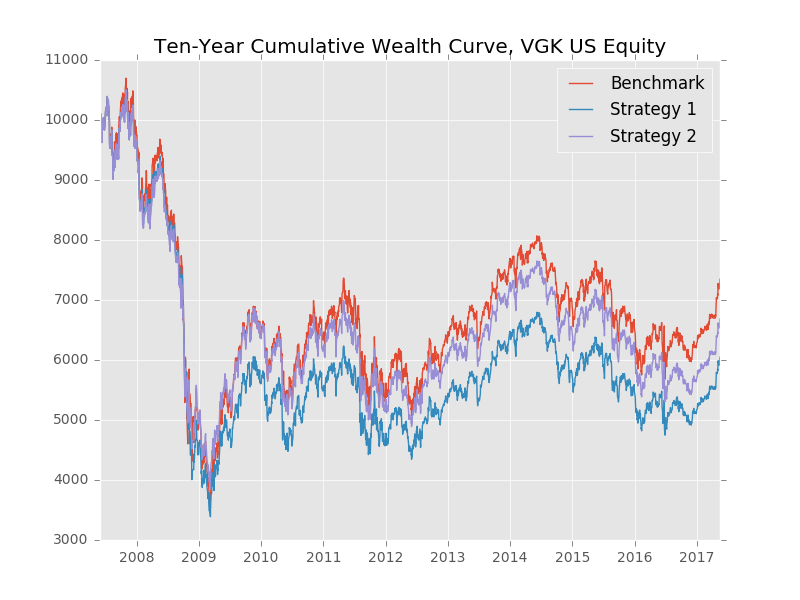 Ten-Year Cumulative Wealth Curve, VGK US Equity
11000
10000
9000
8000
7000
6000
5000
4000
3000
Benchmark
Strategy 1
Strategy 2
2008 2009 2010 2011 2012 2013 2014 2015 2016 2017